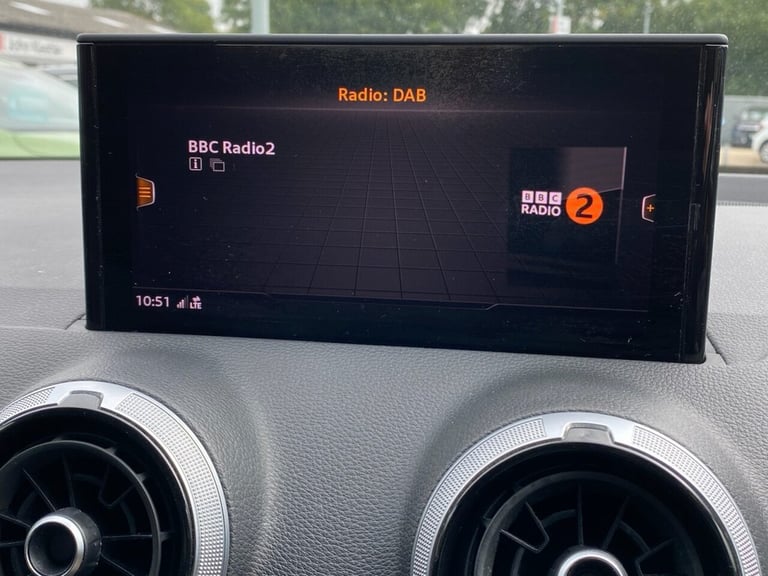 Radio: DAB
BBC Radio2
BBC
RADIO 2
10:51 LTE